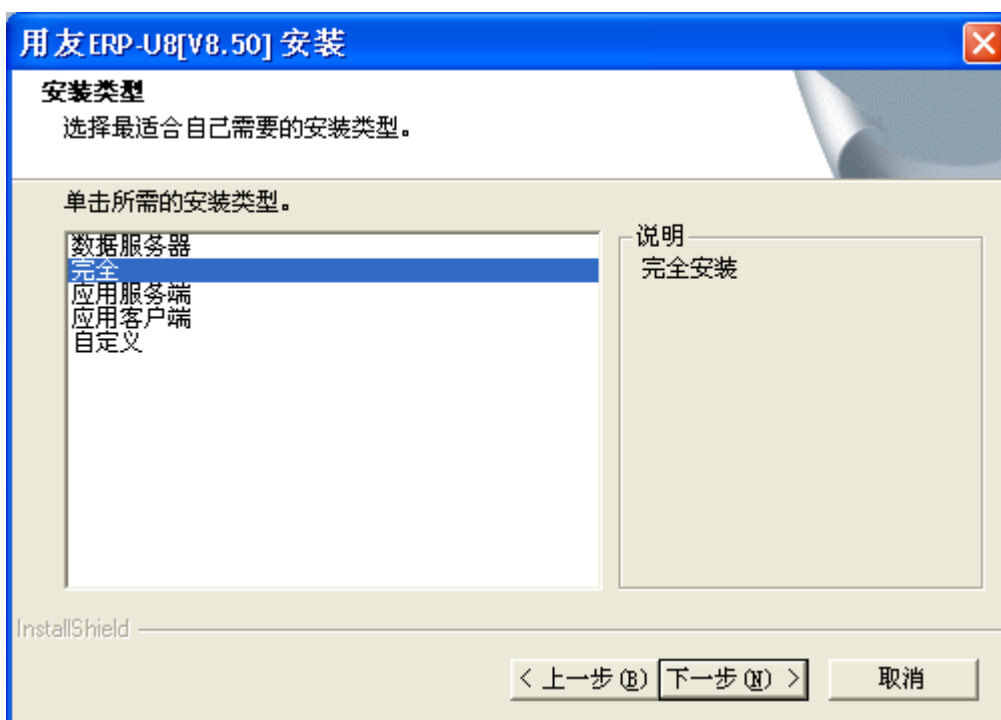 用友ERP-U8[V8.50] 安装
安装类型
选择最适合自己需要的安装类型。
单击所需的安装类型。
数据服务器
完全
应用服务端
应用客户端
自定义
说明
完全安装
InstallShield
< 上一步(B) 下一步(N) > 取消